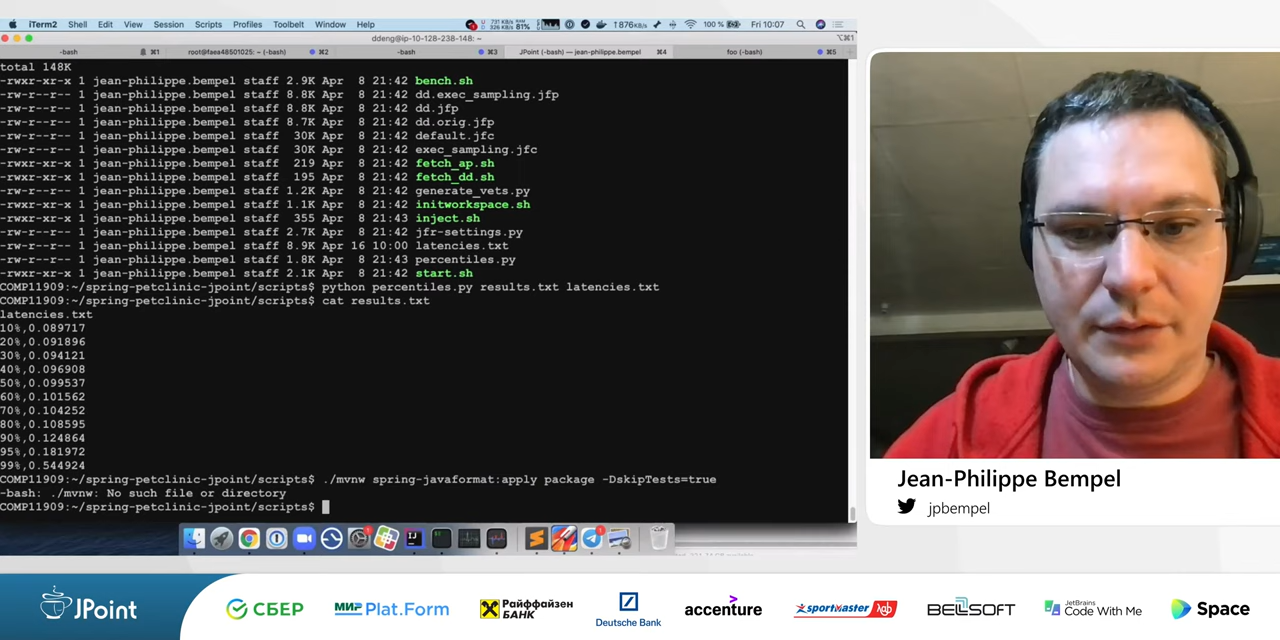 iTerm2 Shell Edit View Session Scripts Profiles Toolbelt Window Help 100 % Fri 10:07
ddeng@ip-10-128-238-148: ~
-bash ⌘1 root@faea48501025: ~ (-bash) ⌘2 -bash ⌘3 JPoint (-bash) — jean-philippe.bempel ⌘4 foo (-bash) ⌘5
total 148K
-rwxr-xr-x 1 jean-philippe.bempel staff 2.9K Apr 8 21:42 bench.sh
-rw-r--r-- 1 jean-philippe.bempel staff 8.8K Apr 8 21:42 dd.exec_sampling.jfp
-rw-r--r-- 1 jean-philippe.bempel staff 8.8K Apr 8 21:42 dd.jfp
-rw-r--r-- 1 jean-philippe.bempel staff 8.7K Apr 8 21:42 dd.orig.jfp
-rw-r--r-- 1 jean-philippe.bempel staff 30K Apr 8 21:42 default.jfc
-rw-r--r-- 1 jean-philippe.bempel staff 30K Apr 8 21:42 exec_sampling.jfc
-rwxr-xr-x 1 jean-philippe.bempel staff 219 Apr 8 21:42 fetch_ap.sh
-rwxr-xr-x 1 jean-philippe.bempel staff 195 Apr 8 21:42 fetch_dd.sh
-rw-r--r-- 1 jean-philippe.bempel staff 1.2K Apr 8 21:42 generate_vets.py
-rwxr-xr-x 1 jean-philippe.bempel staff 1.1K Apr 8 21:42 initworkspace.sh
-rwxr-xr-x 1 jean-philippe.bempel staff 355 Apr 8 21:43 inject.sh
-rw-r--r-- 1 jean-philippe.bempel staff 2.7K Apr 8 21:42 jfr-settings.py
-rw-r--r-- 1 jean-philippe.bempel staff 8.9K Apr 16 10:00 latencies.txt
-rw-r--r-- 1 jean-philippe.bempel staff 1.8K Apr 8 21:43 percentiles.py
-rwxr-xr-x 1 jean-philippe.bempel staff 2.1K Apr 8 21:42 start.sh
COMP11909:~/spring-petclinic-jpoint/scripts$ python percentiles.py results.txt latencies.txt
COMP11909:~/spring-petclinic-jpoint/scripts$ cat results.txt
latencies.txt
10%,0.089717
20%,0.091896
30%,0.094121
40%,0.096908
50%,0.099537
60%,0.101562
70%,0.104252
80%,0.108595
90%,0.124864
95%,0.181972
99%,0.544924
COMP11909:~/spring-petclinic-jpoint/scripts$ ./mvnw spring-javaformat:apply package -DskipTests=true
-bash: ./mvnw: No such file or directory
COMP11909:~/spring-petclinic-jpoint/scripts$
Jean-Philippe Bempel
jpbempel
JPoint
СБЕР
МИР Plat.Form
Райффайзен БАНК
Deutsche Bank
accenture
sportmaster lab
BELLSOFT
JetBrains Code With Me
Space